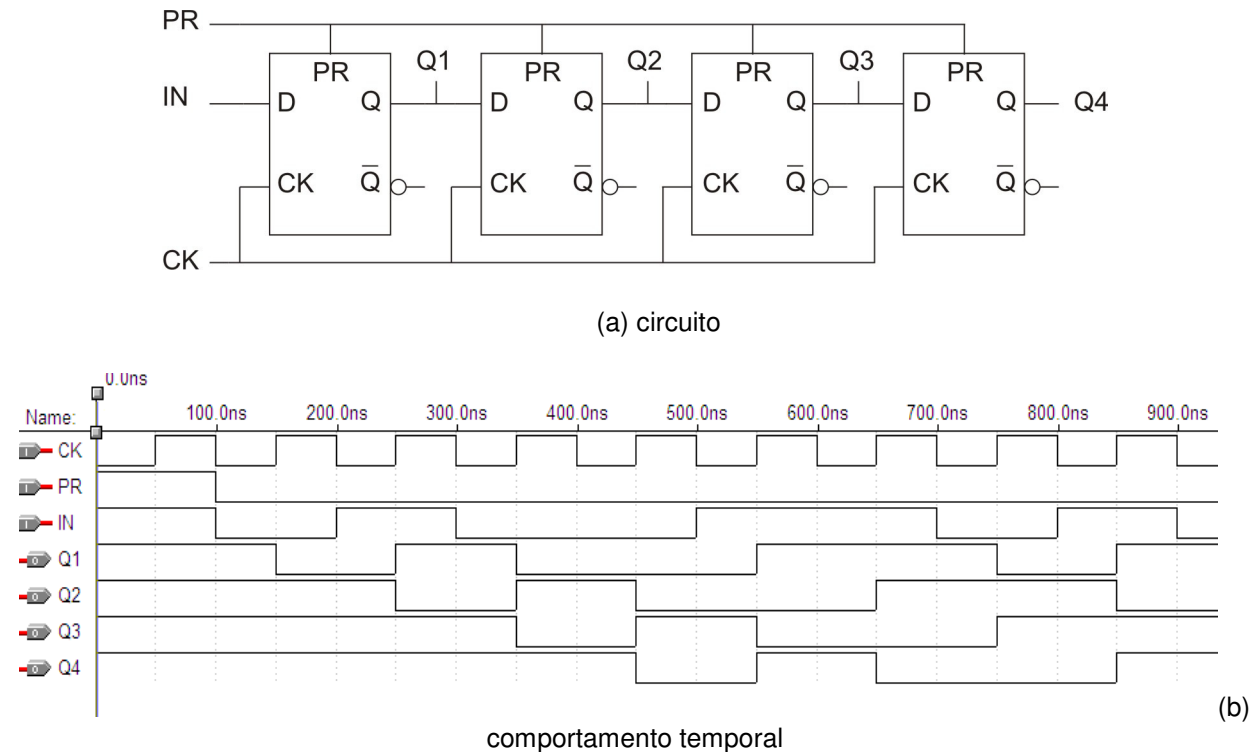 PR
PR Q1 PR Q2 PR Q3 PR
IN D Q D Q D Q D Q Q4
CK Q̅ CK Q̅ CK Q̅ CK Q̅
CK
(a) circuito
0.0ns
Name: 100.0ns 200.0ns 300.0ns 400.0ns 500.0ns 600.0ns 700.0ns 800.0ns 900.0ns
I CK
I PR
I IN
O Q1
O Q2
O Q3
O Q4
(b)
comportamento temporal